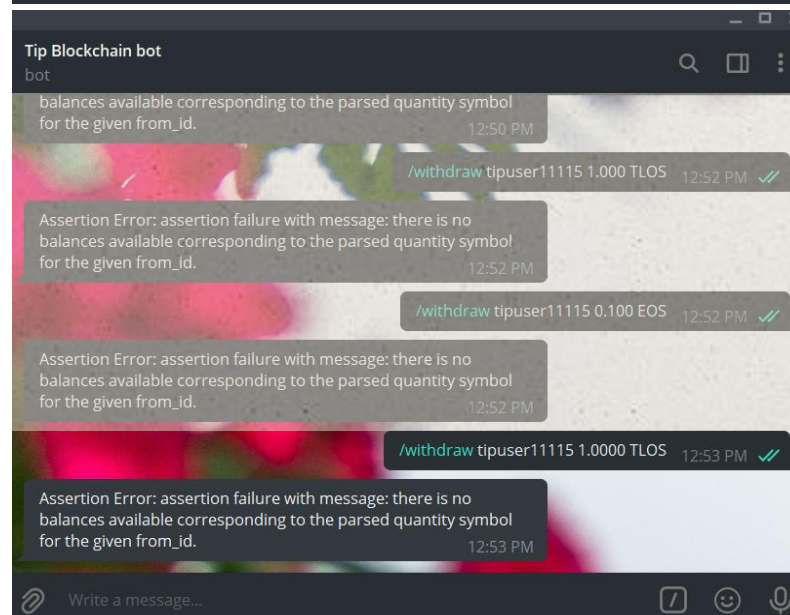 Tip Blockchain bot
bot
balances available corresponding to the parsed quantity symbol
for the given from_id.
12:50 PM
/withdraw tipuser11115 1.000 TLOS 12:52 PM
Assertion Error: assertion failure with message: there is no
balances available corresponding to the parsed quantity symbol
for the given from_id.
12:52 PM
/withdraw tipuser11115 0.100 EOS 12:52 PM
Assertion Error: assertion failure with message: there is no
balances available corresponding to the parsed quantity symbol
for the given from_id.
12:52 PM
/withdraw tipuser11115 1.0000 TLOS 12:53 PM
Assertion Error: assertion failure with message: there is no
balances available corresponding to the parsed quantity symbol
for the given from_id.
12:53 PM
Write a message...